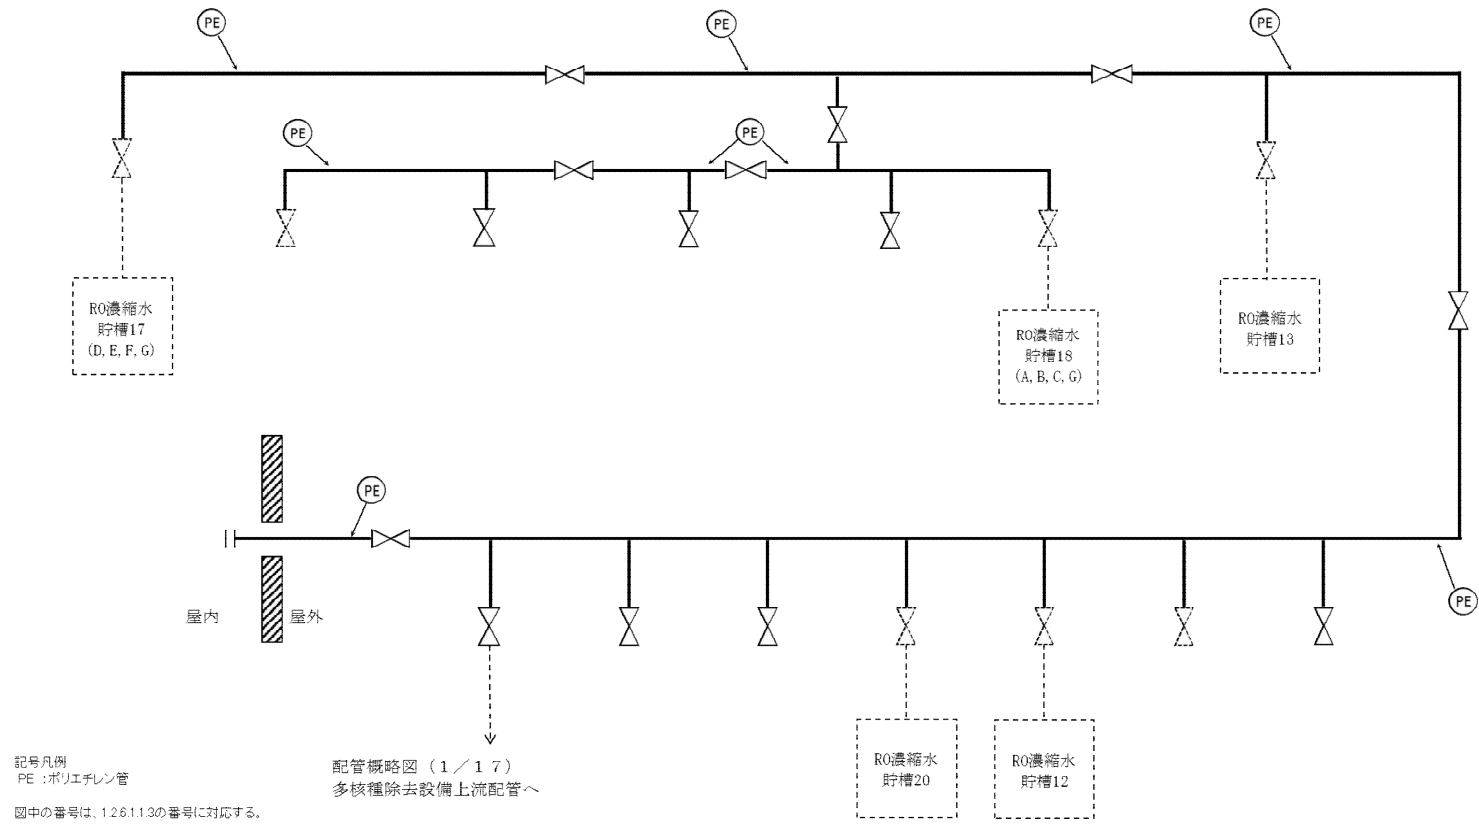 PE
PE
PE
PE
PE
RO濃縮水
貯槽17
(D, E, F, G)
RO濃縮水
貯槽18
(A, B, C, G)
RO濃縮水
貯槽13
PE
屋内
屋外
PE
配管概略図（１／１７）
多核種除去設備上流配管へ
RO濃縮水
貯槽20
RO濃縮水
貯槽12
記号凡例
PE ：ポリエチレン管
図中の番号は、1.2.6.1.1.3の番号に対応する。